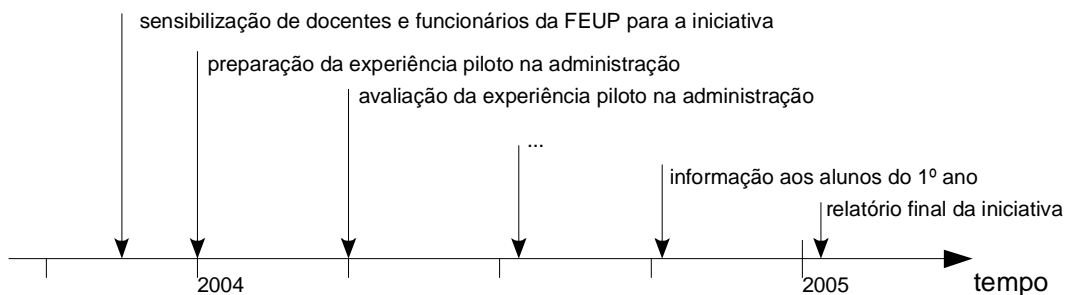 sensibilização de docentes e funcionários da FEUP para a iniciativa
preparação da experiência piloto na administração
avaliação da experiência piloto na administração
...
informação aos alunos do 1º ano
relatório final da iniciativa
2004
2005
tempo